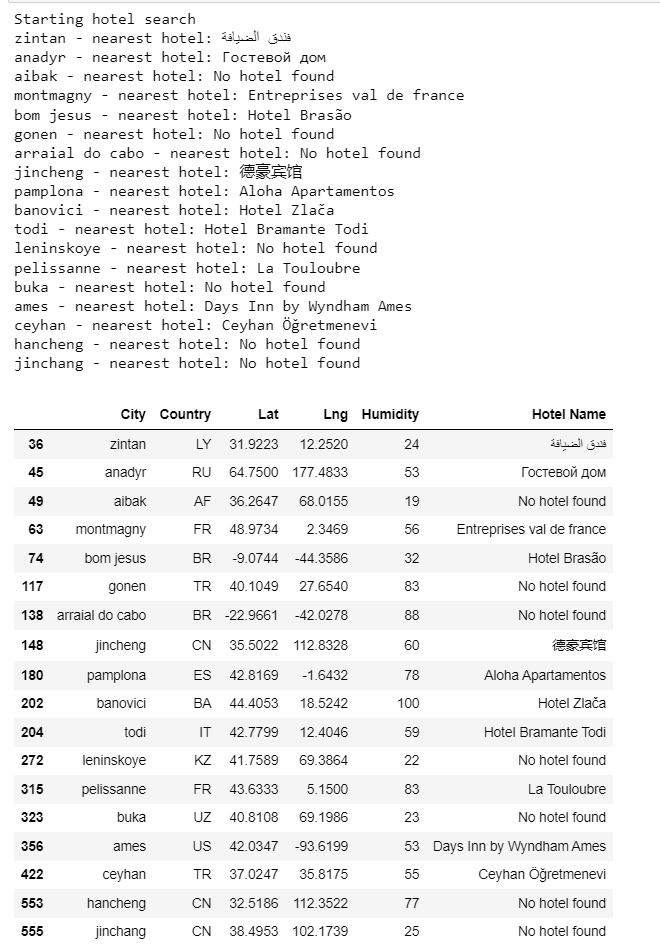 Starting hotel search
zintan - nearest hotel: فندق الضيافة
anadyr - nearest hotel: Гостевой дом
aibak - nearest hotel: No hotel found
montmagny - nearest hotel: Entreprises val de france
bom jesus - nearest hotel: Hotel Brasão
gonen - nearest hotel: No hotel found
arraial do cabo - nearest hotel: No hotel found
jincheng - nearest hotel: 德豪宾馆
pamplona - nearest hotel: Aloha Apartamentos
banovici - nearest hotel: Hotel Zlača
todi - nearest hotel: Hotel Bramante Todi
leninskoye - nearest hotel: No hotel found
pelissanne - nearest hotel: La Touloubre
buka - nearest hotel: No hotel found
ames - nearest hotel: Days Inn by Wyndham Ames
ceyhan - nearest hotel: Ceyhan Öğretmenevi
hancheng - nearest hotel: No hotel found
jinchang - nearest hotel: No hotel found
City Country Lat Lng Humidity Hotel Name
36 zintan LY 31.9223 12.2520 24 فندق الضيافة
45 anadyr RU 64.7500 177.4833 53 Гостевой дом
49 aibak AF 36.2647 68.0155 19 No hotel found
63 montmagny FR 48.9734 2.3469 56 Entreprises val de france
74 bom jesus BR -9.0744 -44.3586 32 Hotel Brasão
117 gonen TR 40.1049 27.6540 83 No hotel found
138 arraial do cabo BR -22.9661 -42.0278 88 No hotel found
148 jincheng CN 35.5022 112.8328 60 德豪宾馆
180 pamplona ES 42.8169 -1.6432 78 Aloha Apartamentos
202 banovici BA 44.4053 18.5242 100 Hotel Zlača
204 todi IT 42.7799 12.4046 59 Hotel Bramante Todi
272 leninskoye KZ 41.7589 69.3864 22 No hotel found
315 pelissanne FR 43.6333 5.1500 83 La Touloubre
323 buka UZ 40.8108 69.1986 23 No hotel found
356 ames US 42.0347 -93.6199 53 Days Inn by Wyndham Ames
422 ceyhan TR 37.0247 35.8175 55 Ceyhan Öğretmenevi
553 hancheng CN 32.5186 112.3522 77 No hotel found
555 jinchang CN 38.4953 102.1739 25 No hotel found